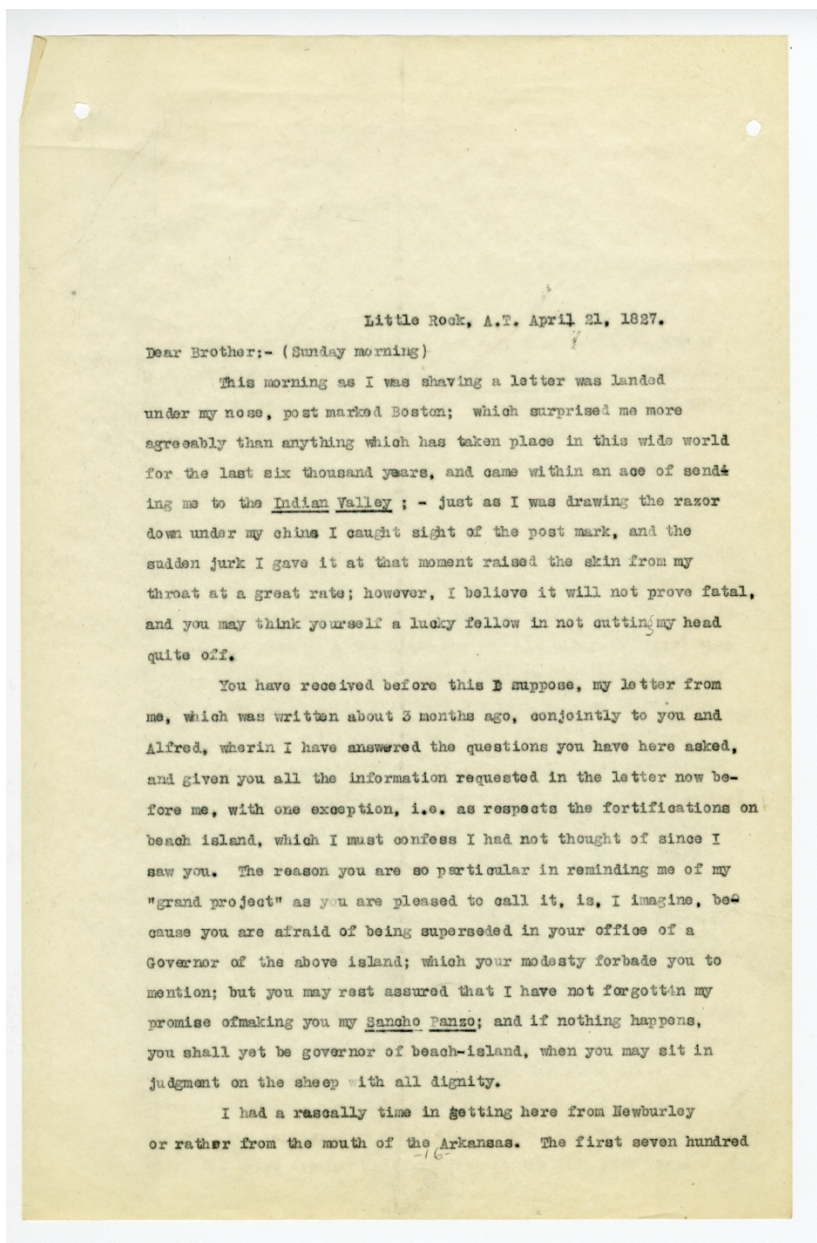 Little Rock, A.T. April 21, 1827.
Dear Brother:- (Sunday morning)
This morning as I was shaving a letter was landed
under my nose, post marked Boston; which surprised me more
agreeably than anything which has taken place in this wide world
for the last six thousand years, and came within an ace of send-
ing me to the Indian Valley ; - just as I was drawing the razor
down under my chine I caught sight of the post mark, and the
sudden jurk I gave it at that moment raised the skin from my
throat at a great rate; however, I believe it will not prove fatal,
and you may think yourself a lucky fellow in not cutting my head
quite off.
You have received before this I suppose, my letter from
me, which was written about 3 months ago, conjointly to you and
Alfred, wherin I have answered the questions you have here asked,
and given you all the information requested in the letter now be-
fore me, with one exception, i.e. as respects the fortifications on
beach island, which I must confess I had not thought of since I
saw you. The reason you are so particular in reminding me of my
"grand project" as you are pleased to call it, is, I imagine, be-
cause you are afraid of being superseded in your office of a
Governor of the above island; which your modesty forbade you to
mention; but you may rest assured that I have not forgottin my
promise ofmaking you my Sancho Panzo; and if nothing happens,
you shall yet be governor of beach-island, when you may sit in
judgment on the sheep with all dignity.
I had a rascally time in getting here from Newburley
or rather from the mouth of the Arkansas. The first seven hundred
-16-